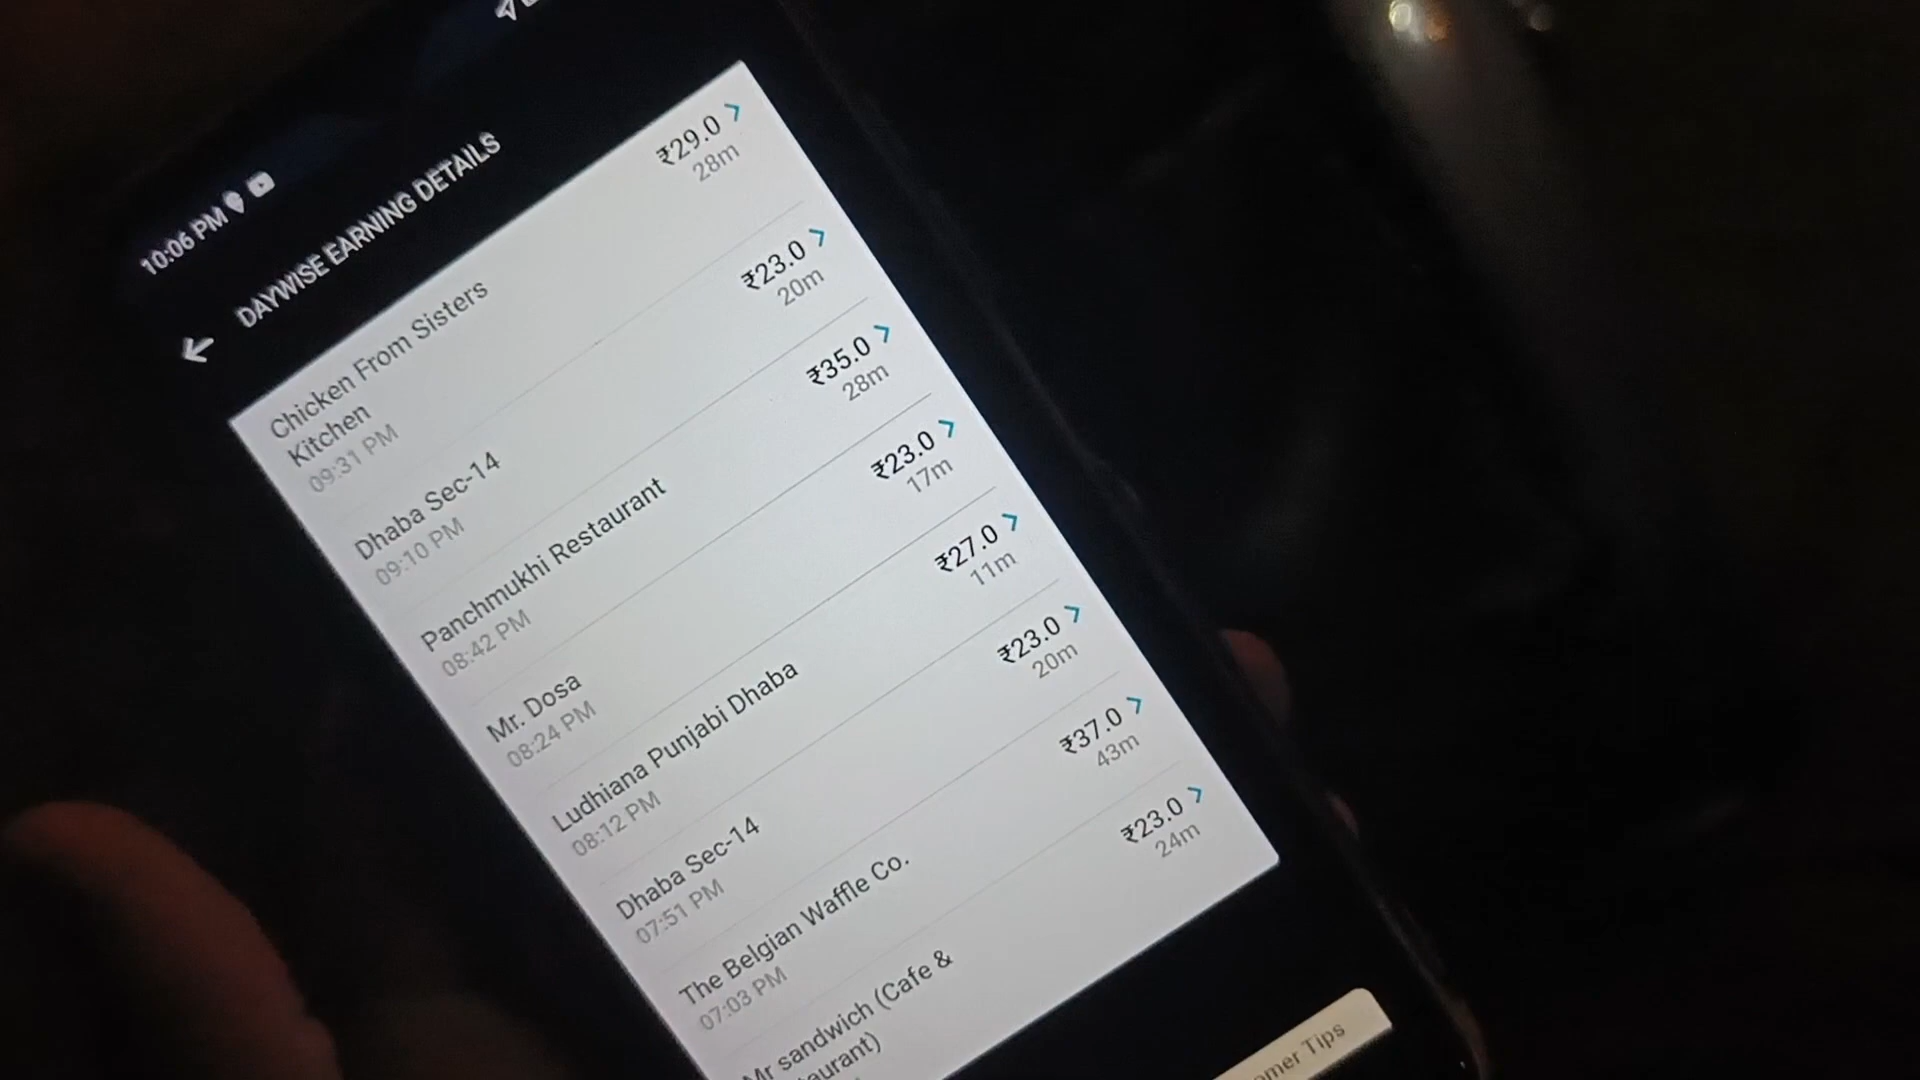 10:06 PM
DAYWISE EARNING DETAILS
Chicken From Sisters
Kitchen
09:31 PM
₹29.0
28m
Dhaba Sec-14
09:10 PM
₹23.0
20m
Panchmukhi Restaurant
08:42 PM
₹35.0
28m
Mr. Dosa
08:24 PM
₹23.0
17m
Ludhiana Punjabi Dhaba
08:12 PM
₹27.0
11m
Dhaba Sec-14
07:51 PM
₹23.0
20m
The Belgian Waffle Co.
07:03 PM
₹37.0
43m
Mr sandwich (Cafe &
aurant)
₹23.0
24m
omer Tips